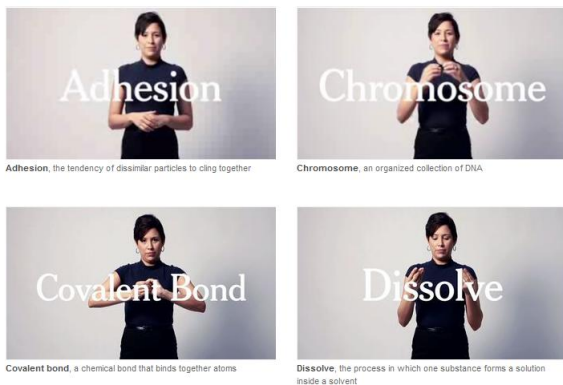 Adhesion
Chromosome
Adhesion, the tendency of dissimilar particles to cling together
Chromosome, an organized collection of DNA
Covalent Bond
Dissolve
Covalent bond, a chemical bond that binds together atoms
Dissolve, the process in which one substance forms a solution
inside a solvent